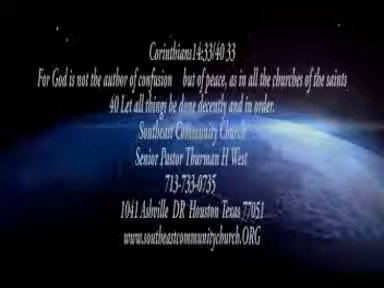 Corinthians14:33/40 33
For God is not the author of confusion but of peace, as in all the churches of the saints
40 Let all things be done decently and in order.
Southeast Community Church
Senior Pastor Thurman H West
713-733-0735
1041 Ashville DR Houston Texas 77051
www.southeastcommunitychurch.ORG